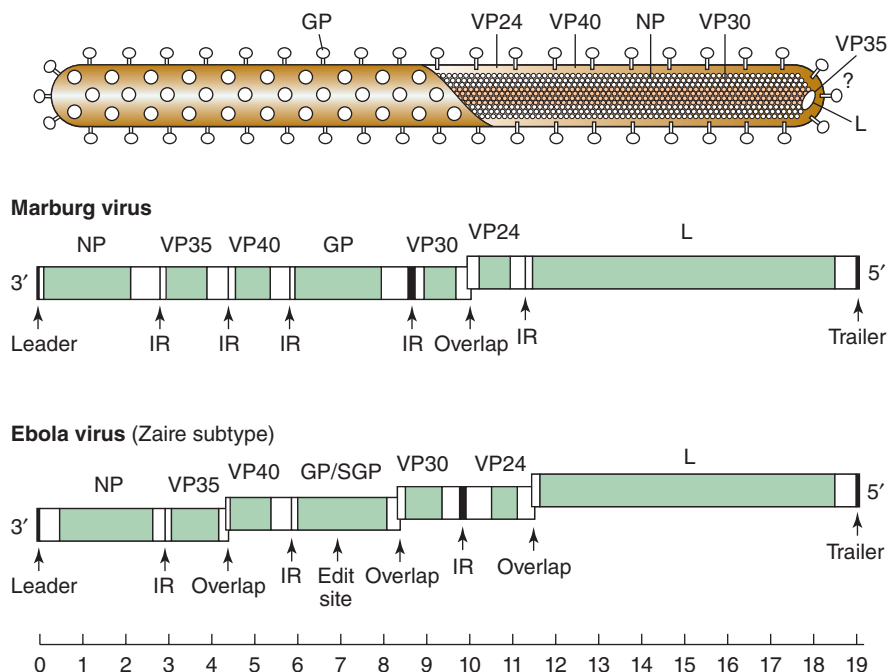 GP VP24 VP40 NP VP30
VP35
?
L
Marburg virus
NP VP35 VP40 GP VP30 VP24 L
3′ 5′
Leader IR IR IR IR Overlap IR Trailer
Ebola virus (Zaire subtype)
NP VP35 VP40 GP/SGP VP30 VP24 L
3′ 5′
Leader IR Overlap IR Edit Overlap IR Overlap Trailer
site
0 1 2 3 4 5 6 7 8 9 10 11 12 13 14 15 16 17 18 19